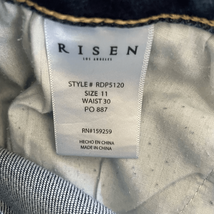 RISEN
LOS ANGELES
STYLE# RDP5120
SIZE 11
WAIST 30
PO 887
RN#159259
HECHO EN CHINA
MADE IN CHINA